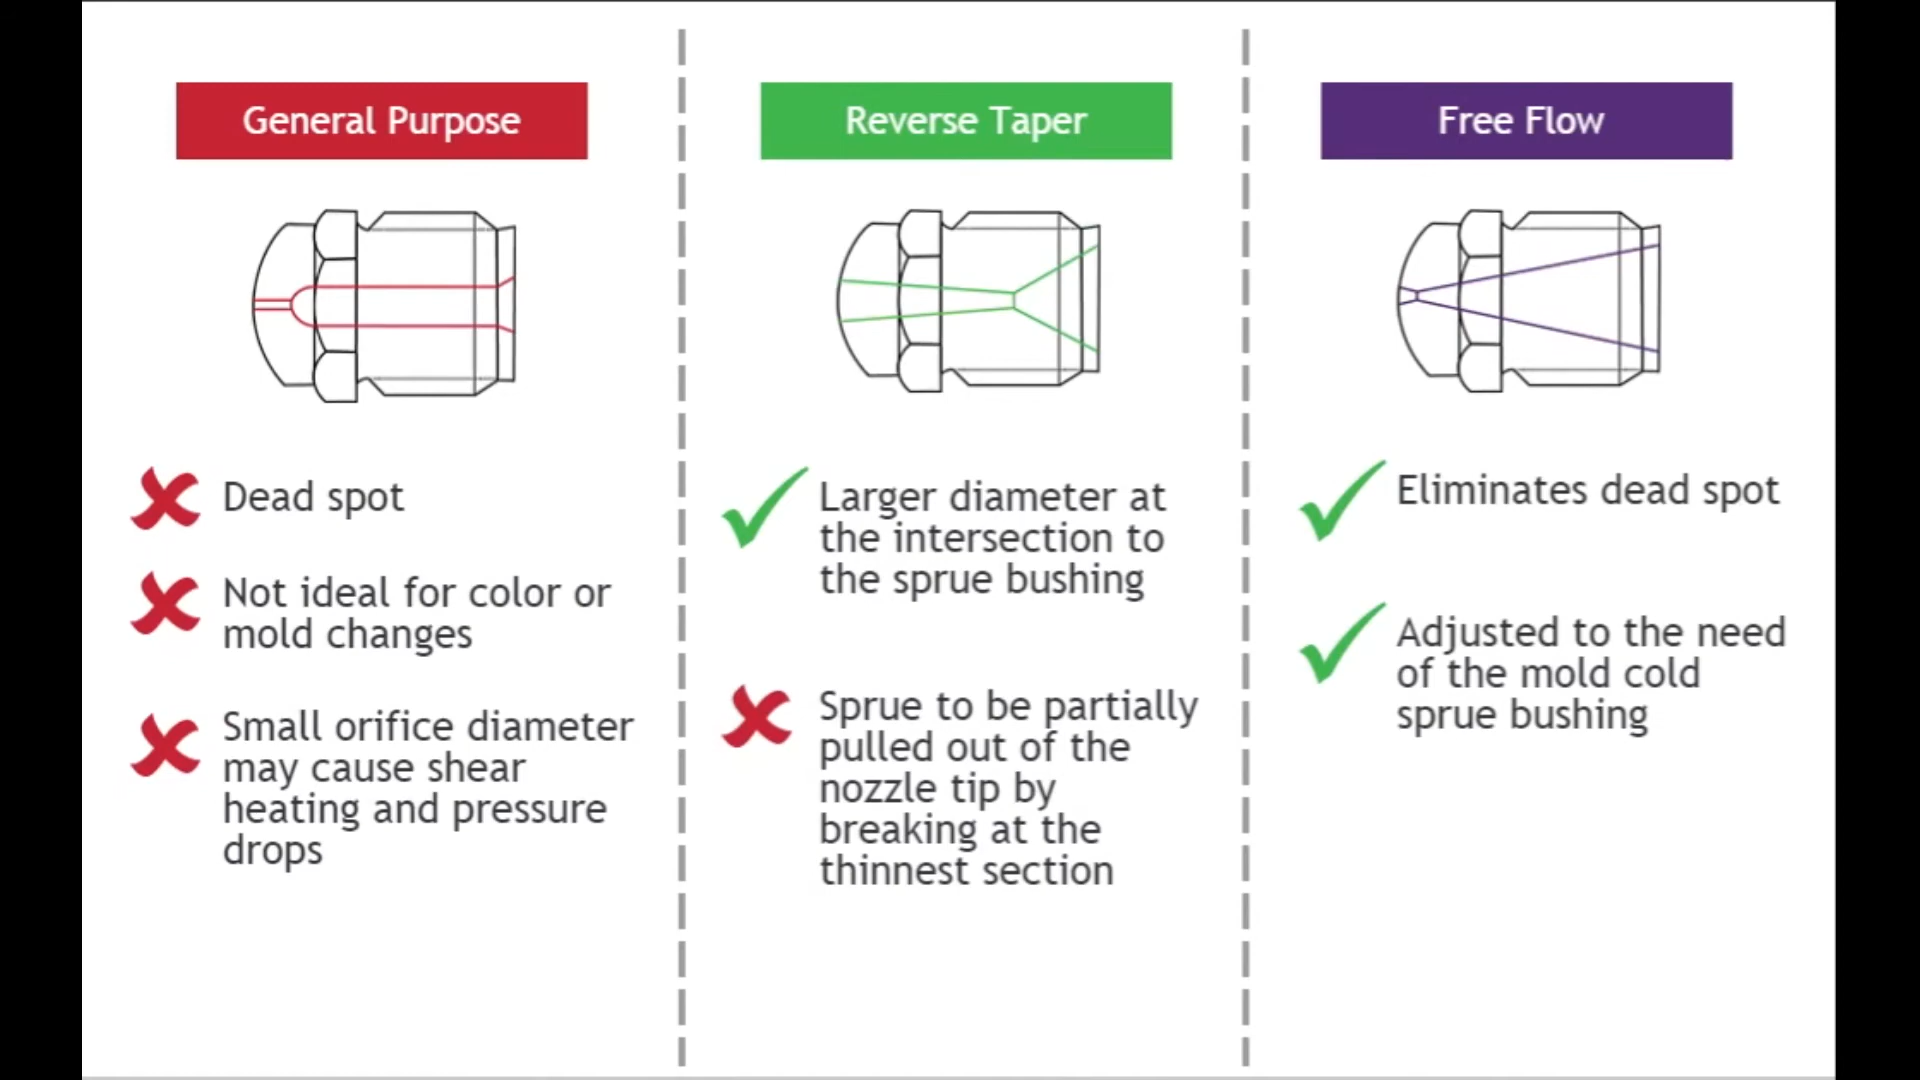 General Purpose
Dead spot
Not ideal for color or
mold changes
Small orifice diameter
may cause shear
heating and pressure
drops
Reverse Taper
Larger diameter at
the intersection to
the sprue bushing
Sprue to be partially
pulled out of the
nozzle tip by
breaking at the
thinnest section
Free Flow
Eliminates dead spot
Adjusted to the need
of the mold cold
sprue bushing